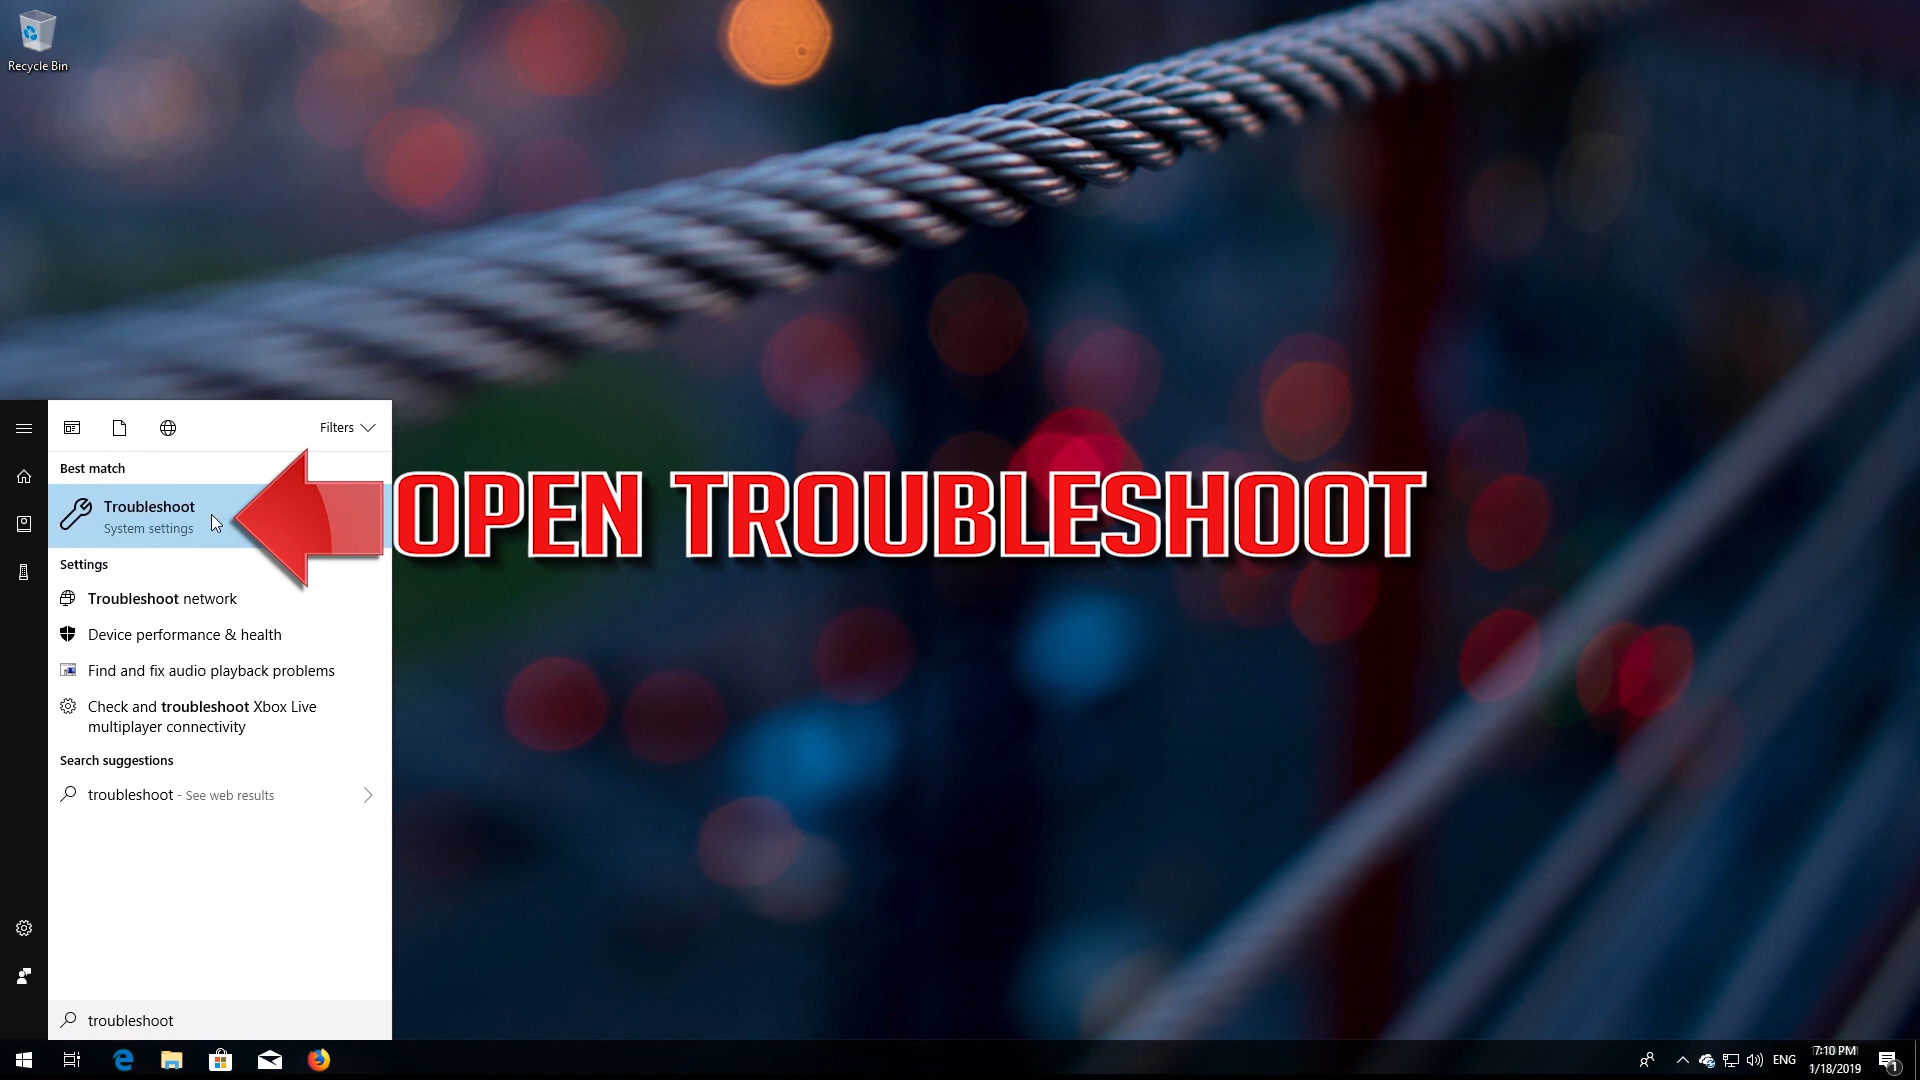 Recycle Bin
Filters
Best match
Troubleshoot
System settings
OPEN TROUBLESHOOT
Settings
Troubleshoot network
Device performance & health
Find and fix audio playback problems
Check and troubleshoot Xbox Live
multiplayer connectivity
Search suggestions
troubleshoot - See web results
troubleshoot
ENG
7:10 PM
1/18/2019
1